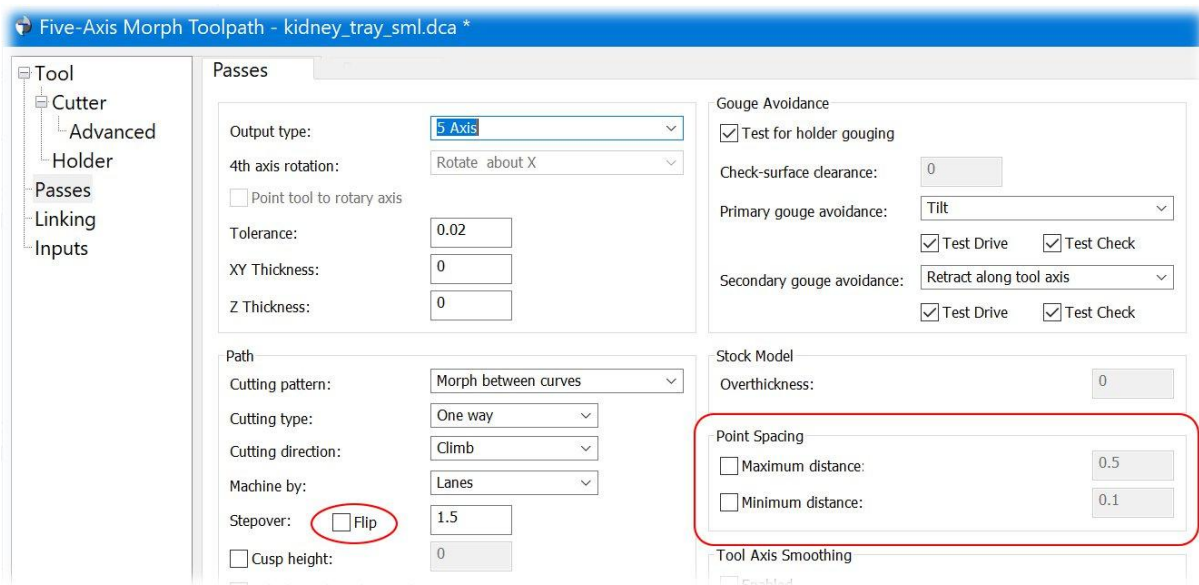 Five-Axis Morph Toolpath - kidney_tray_sml.dca *
Tool
Cutter
Advanced
Holder
Passes
Linking
Inputs
Passes
Output type: 5 Axis
4th axis rotation: Rotate about X
Point tool to rotary axis
Tolerance: 0.02
XY Thickness: 0
Z Thickness: 0
Path
Cutting pattern: Morph between curves
Cutting type: One way
Cutting direction: Climb
Machine by: Lanes
Stepover: Flip 1.5
Cusp height: 0
Gouge Avoidance
Test for holder gouging
Check-surface clearance: 0
Primary gouge avoidance: Tilt
Test Drive Test Check
Secondary gouge avoidance: Retract along tool axis
Test Drive Test Check
Stock Model
Overthickness: 0
Point Spacing
Maximum distance: 0.5
Minimum distance: 0.1
Tool Axis Smoothing